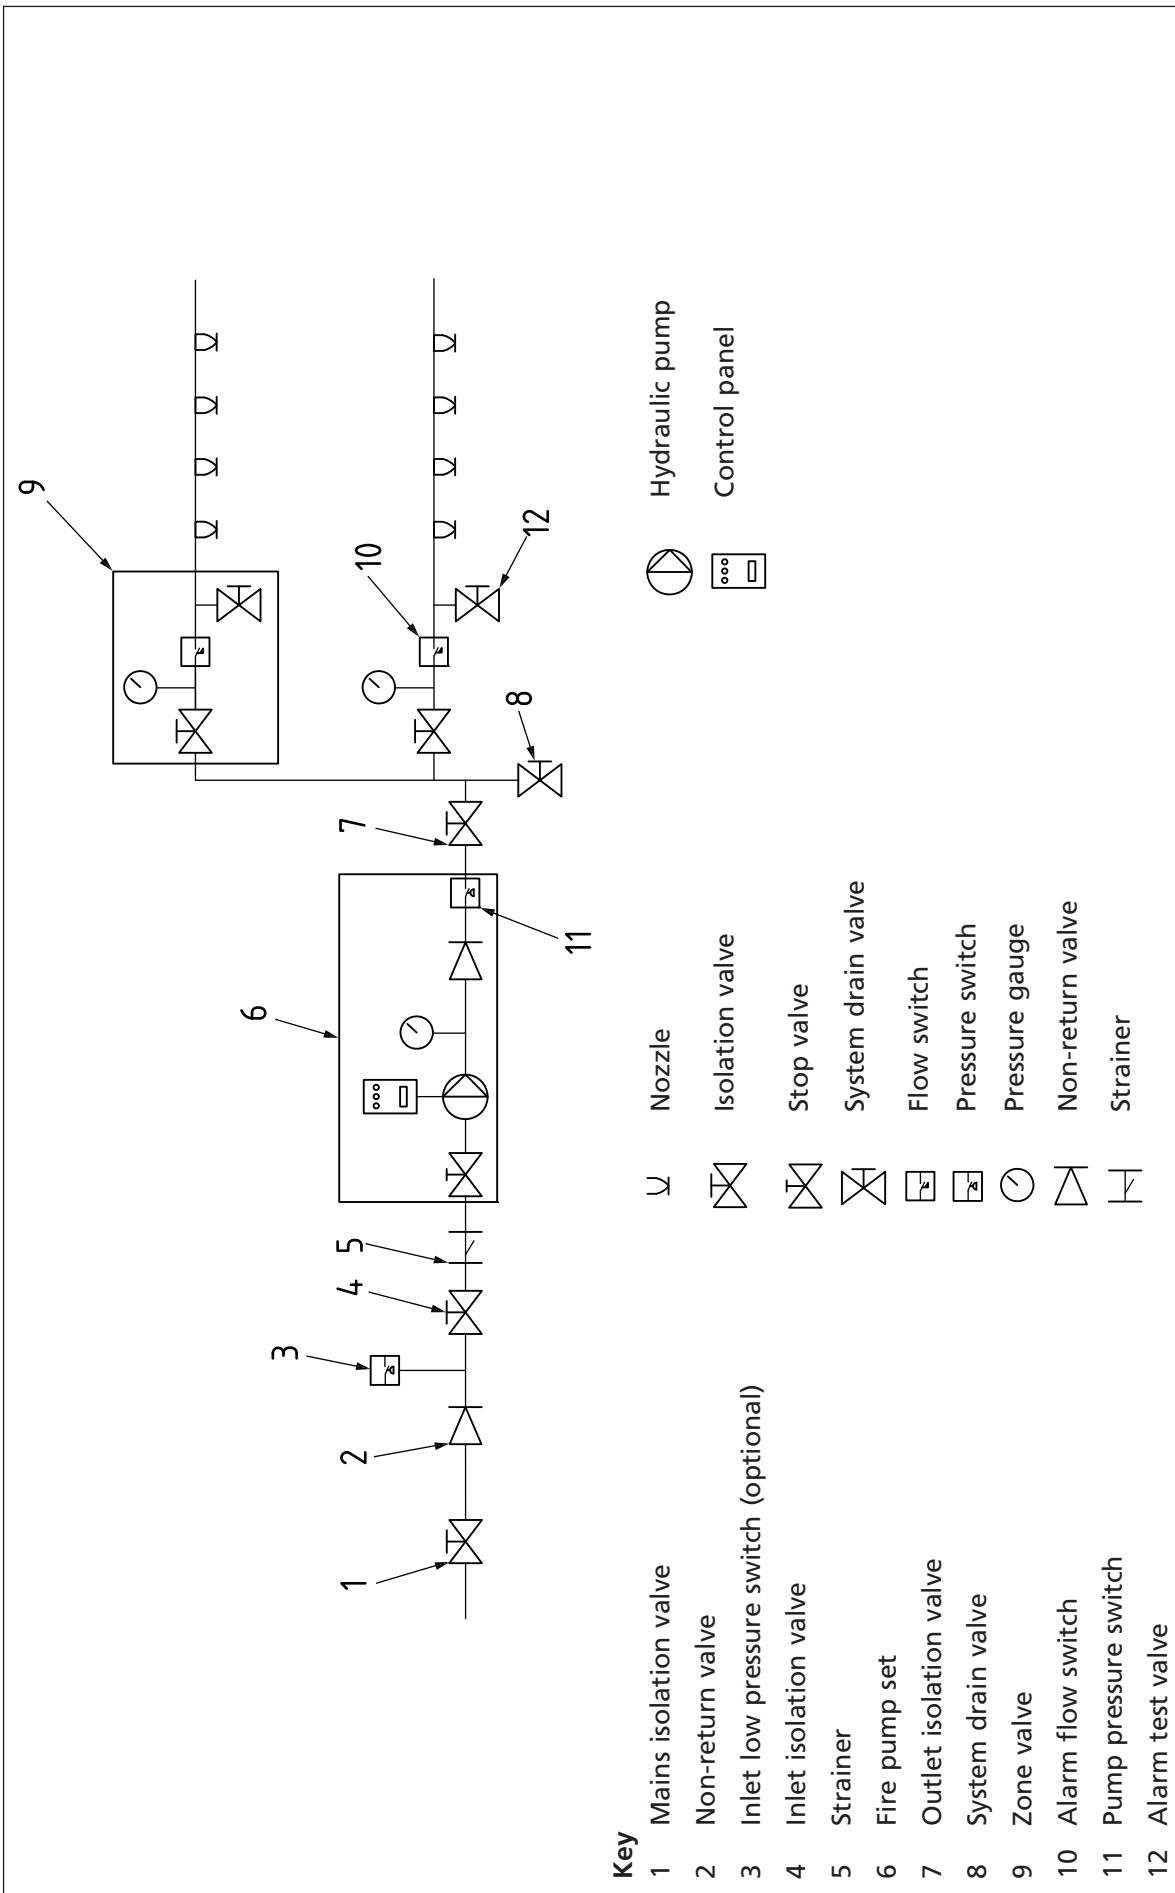 9
10
12
8
7
11
6
5
4
3
2
1
Key
1 Mains isolation valve
2 Non-return valve
3 Inlet low pressure switch (optional)
4 Inlet isolation valve
5 Strainer
6 Fire pump set
7 Outlet isolation valve
8 System drain valve
9 Zone valve
10 Alarm flow switch
11 Pump pressure switch
12 Alarm test valve
Nozzle
Isolation valve
Stop valve
System drain valve
Flow switch
Pressure switch
Pressure gauge
Non-return valve
Strainer
Hydraulic pump
Control panel